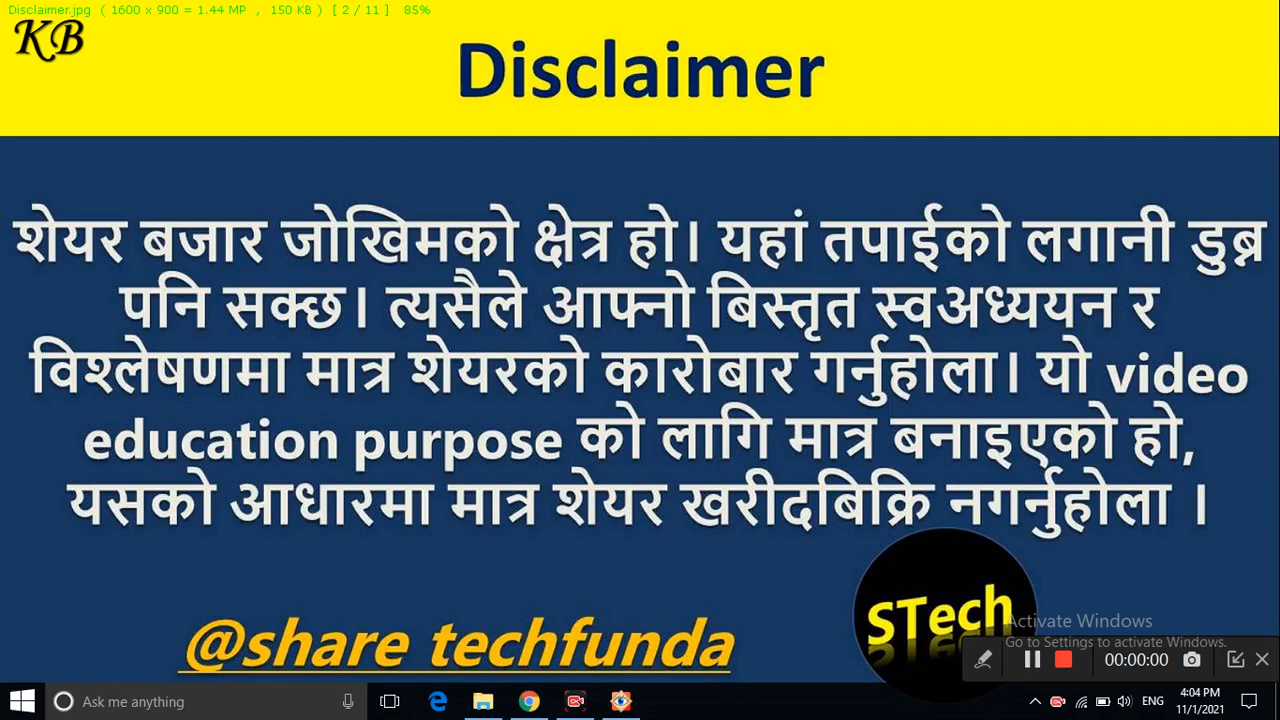 Disclaimer.jpg ( 1600 x 900 = 1.44 MP , 150 KB ) [ 2 / 11 ] 85%
KB
Disclaimer
शेयर बजार जोखिमको क्षेत्र हो। यहां तपाईको लगानी डुब्न
पनि सक्छ। त्यसैले आफ्नो बिस्तृत स्वअध्ययन र
विश्लेषणमा मात्र शेयरको कारोबार गर्नुहोला। यो video
education purpose को लागि मात्र बनाइएको हो,
यसको आधारमा मात्र शेयर खरीदबिक्रि नगर्नुहोला ।
@share techfunda
STech
Activate Windows
Go to Settings to activate Windows.
00:00:00
Ask me anything
ENG
4:04 PM
11/1/2021